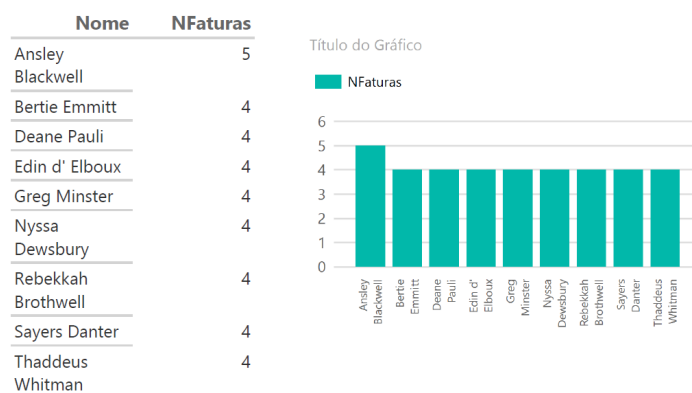 Nome NFaturas
Ansley 5
Blackwell
Bertie Emmitt 4
Deane Pauli 4
Edin d' Elboux 4
Greg Minster 4
Nyssa 4
Dewsbury
Rebekkah 4
Brothwell
Sayers Danter 4
Thaddeus 4
Whitman
Título do Gráfico
NFaturas
6
5
4
3
2
1
0
Ansley
Blackwell
Bertie
Emmitt
Deane
Pauli
Edin d'
Elboux
Greg
Minster
Nyssa
Dewsbury
Rebekkah
Brothwell
Sayers
Danter
Thaddeus
Whitman